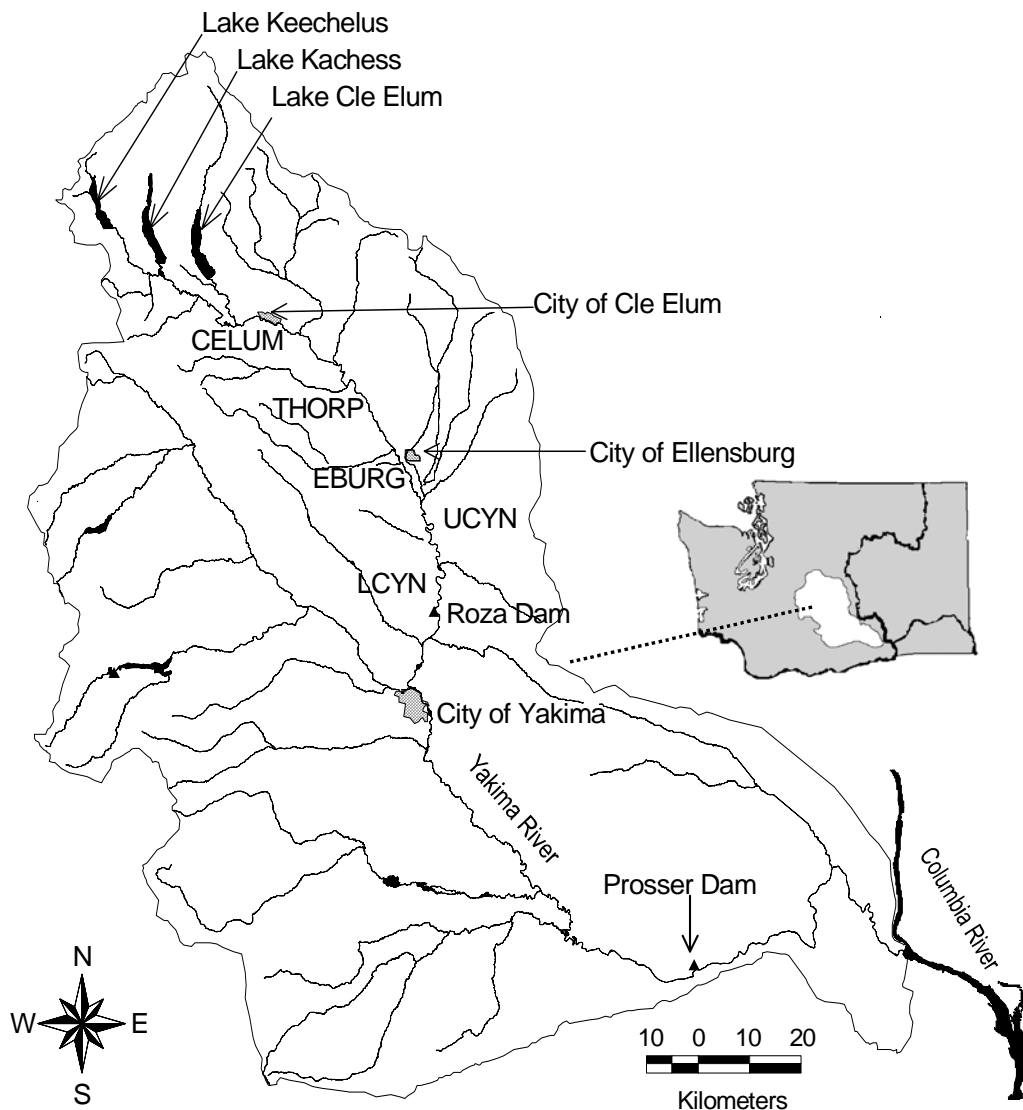 Lake Keechelus
Lake Kachess
Lake Cle Elum
City of Cle Elum
CELUM
THORP
City of Ellensburg
EBURG
UCYN
LCYN
Roza Dam
City of Yakima
Yakima River
Prosser Dam
Columbia River
N
W
E
S
10 0 10 20
Kilometers